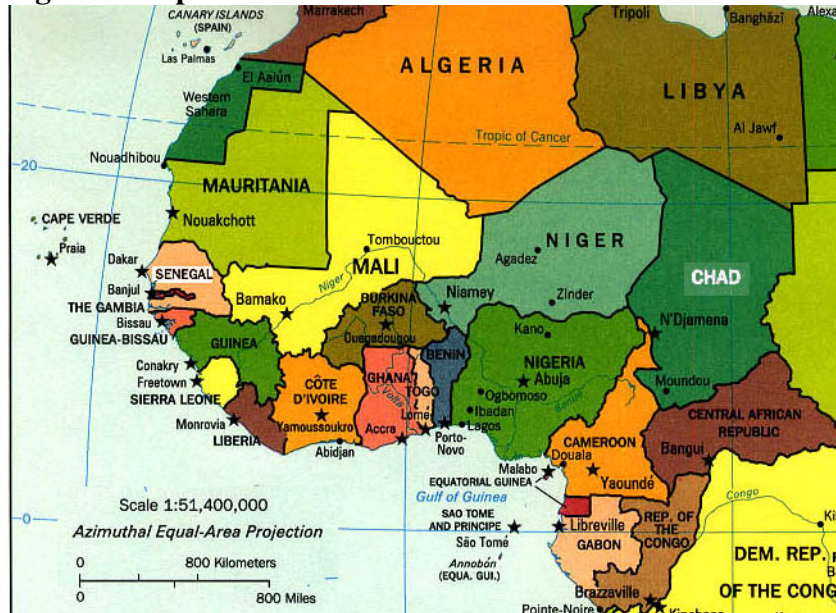 CANARY ISLANDS
(SPAIN)
Las Palmas
Marrakech
Tripoli
Banghāzī
El Aaiún
Western
Sahara
ALGERIA
LIBYA
Al Jawf
Tropic of Cancer
Nouadhibou
20
MAURITANIA
Nouakchott
CAPE VERDE
Praia
Tombouctou
NIGER
Agadez
Dakar
SENEGAL
MALI
CHAD
Banjul
THE GAMBIA
Bamako
Niger
Niamey
Zinder
BURKINA
FASO
Ouagadougou
N'Djamena
Bissau
GUINEA-BISSAU
GUINEA
Kano
BENIN
NIGERIA
Abuja
Conakry
Freetown
SIERRA LEONE
CÔTE
D'IVOIRE
Yamoussoukro
GHANA
Volta
TOGO
Lomé
Ogbomoso
Ibadan
Lagos
Moundou
Monrovia
LIBERIA
Abidjan
Accra
Porto-
Novo
CENTRAL AFRICAN
REPUBLIC
Bangui
CAMEROON
Douala
Yaoundé
Malabo
EQUATORIAL GUINEA
Gulf of Guinea
Scale 1:51,400,000
Azimuthal Equal-Area Projection
0
SAO TOME
AND PRINCIPE
São Tomé
Libreville
GABON
REP. OF
THE
CONGO
Congo
0 800 Kilometers
0 800 Miles
Annobón
(EQUA. GUI.)
DEM. REP.
OF THE CONG
Brazzaville
Pointe-Noire
Kinshasa